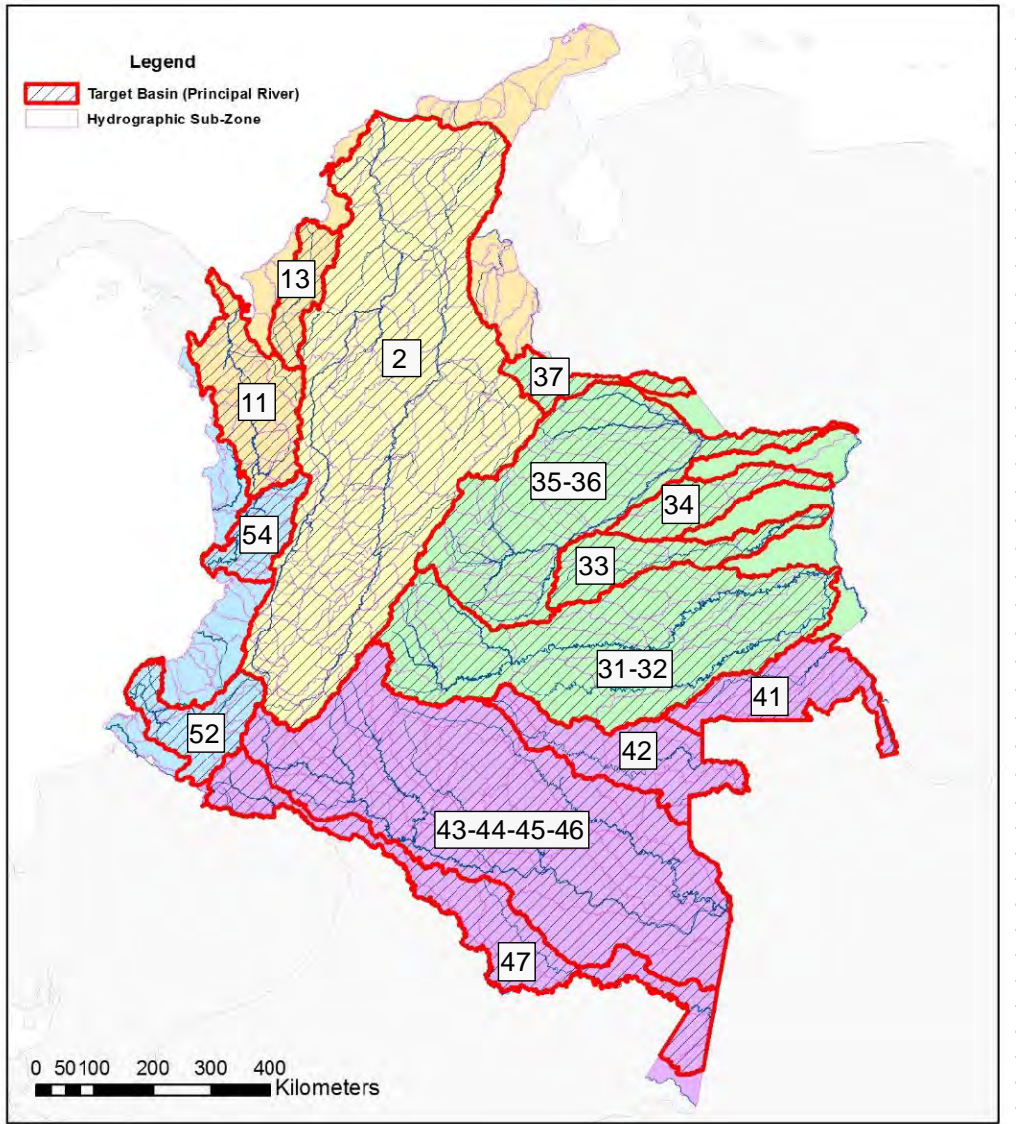 Legend
Target Basin (Principal River)
Hydrographic Sub-Zone
13
2
37
11
35-36
34
54
33
31-32
41
52
42
43-44-45-46
47
0 50 100 200 300 400
Kilometers